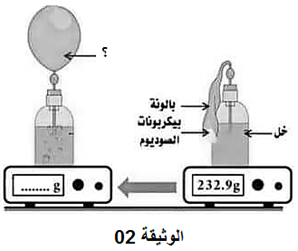 ؟
بالونة
بيكربونات
الصوديوم
خل
........ g
232.9g
الوثيقة 02